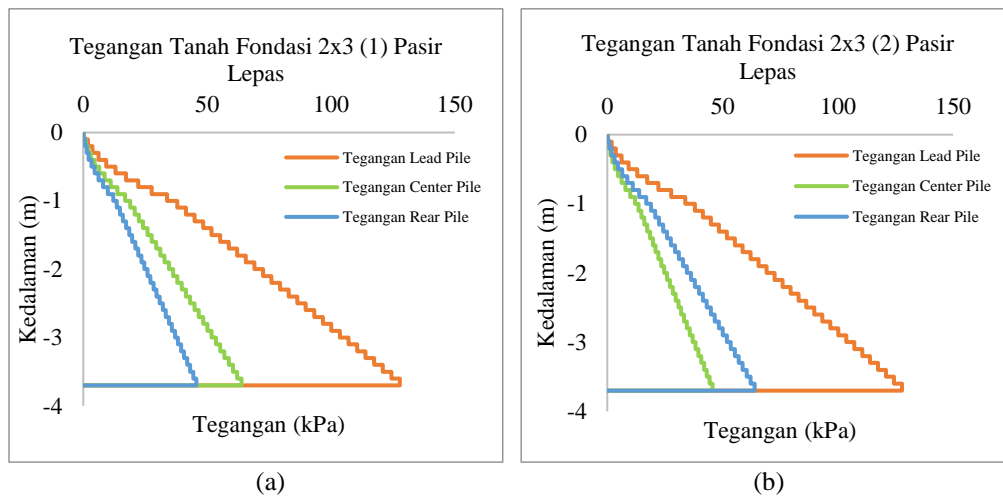 Tegangan Tanah Fondasi 2x3 (1) Pasir
Lepas
0 50 100 150
0
-1
-2
-3
-4
Kedalaman (m)
Tegangan Lead Pile
Tegangan Center Pile
Tegangan Rear Pile
Tegangan (kPa)
(a)
Tegangan Tanah Fondasi 2x3 (2) Pasir
Lepas
0 50 100 150
0
-1
-2
-3
-4
Kedalaman (m)
Tegangan Lead Pile
Tegangan Center Pile
Tegangan Rear Pile
Tegangan (kPa)
(b)